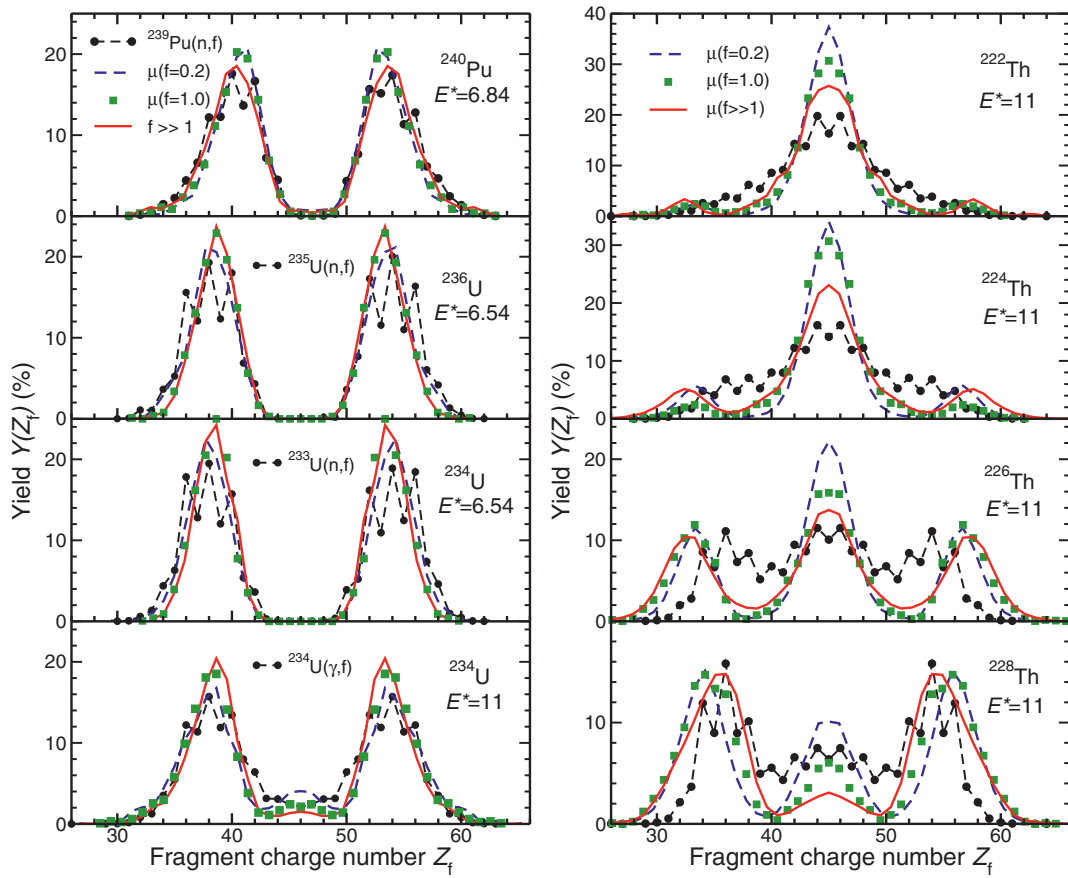 20
10
0
²³⁹Pu(n,f)
μ(f=0.2)
μ(f=1.0)
f >> 1
²⁴⁰Pu
E*=6.84
20
10
0
²³⁵U(n,f)
²³⁶U
E*=6.54
20
10
0
²³³U(n,f)
²³⁴U
E*=6.54
20
10
0
²³⁴U(γ,f)
²³⁴U
E*=11
30 40 50 60
Fragment charge number Z_f
Yield Y(Z_f) (%)
40
30
20
10
0
μ(f=0.2)
μ(f=1.0)
μ(f>>1)
²²²Th
E*=11
30
20
10
0
²²⁴Th
E*=11
20
10
0
²²⁶Th
E*=11
10
0
²²⁸Th
E*=11
30 40 50 60
Fragment charge number Z_f
Yield Y(Z_f) (%)